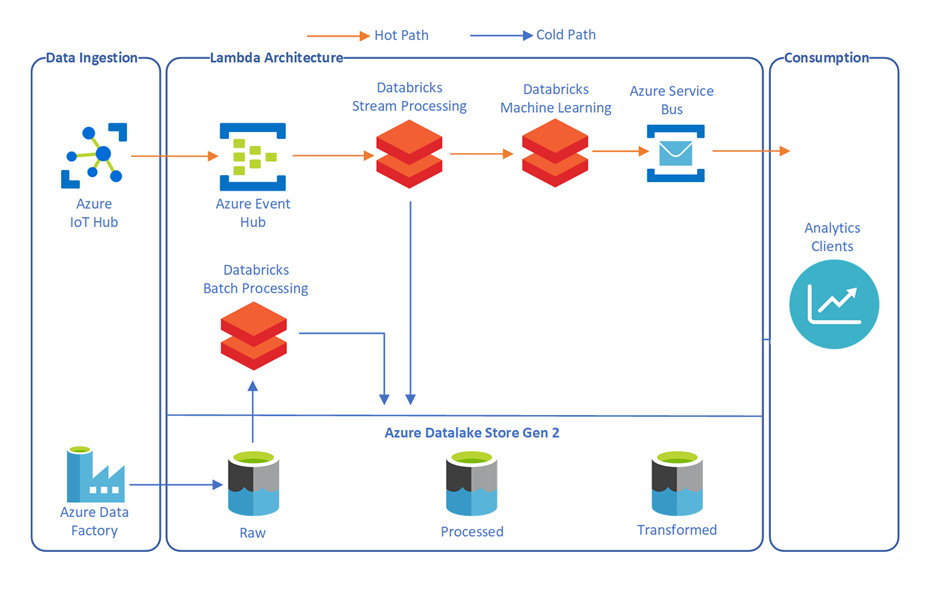 Hot Path
Cold Path
Data Ingestion
Lambda Architecture
Consumption
Databricks
Stream Processing
Databricks
Machine Learning
Azure Service
Bus
Azure
IoT Hub
Azure Event
Hub
Analytics
Clients
Databricks
Batch Processing
Azure Datalake Store Gen 2
Azure Data
Factory
Raw
Processed
Transformed